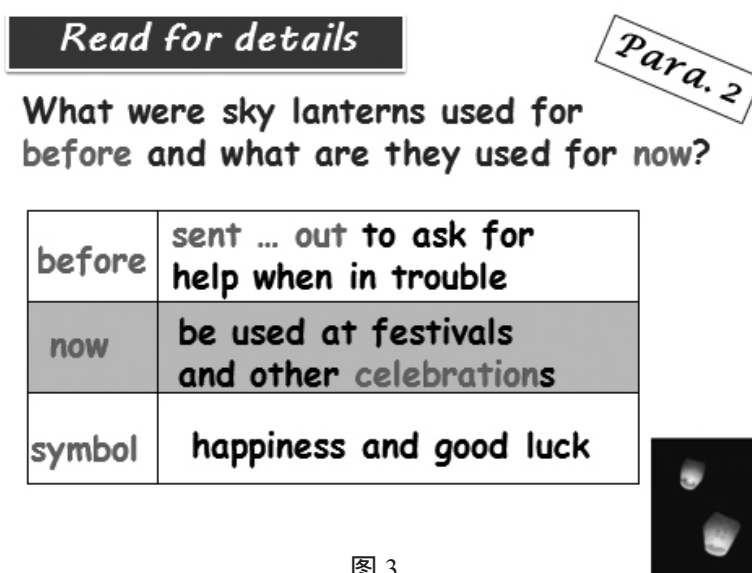 Read for details
Para. 2
What were sky lanterns used for
before and what are they used for now?
before
sent ... out to ask for
help when in trouble
now
be used at festivals
and other celebrations
symbol
happiness and good luck
图 3